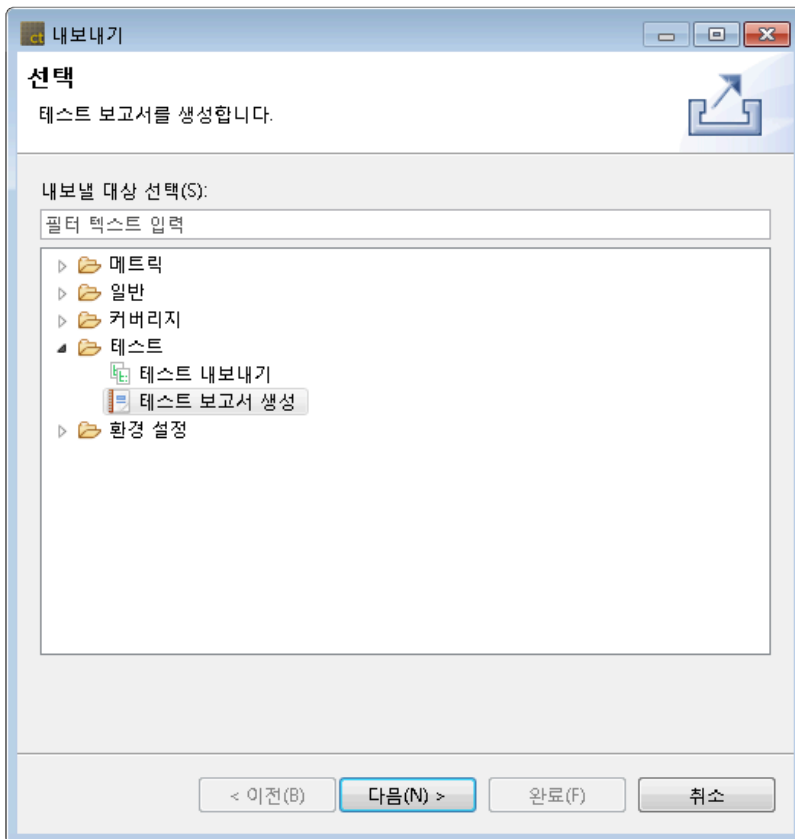 ct 내보내기
선택
테스트 보고서를 생성합니다.
내보낼 대상 선택(S):
필터 텍스트 입력
메트릭
일반
커버리지
테스트
테스트 내보내기
테스트 보고서 생성
환경 설정
< 이전(B) 다음(N) > 완료(F) 취소